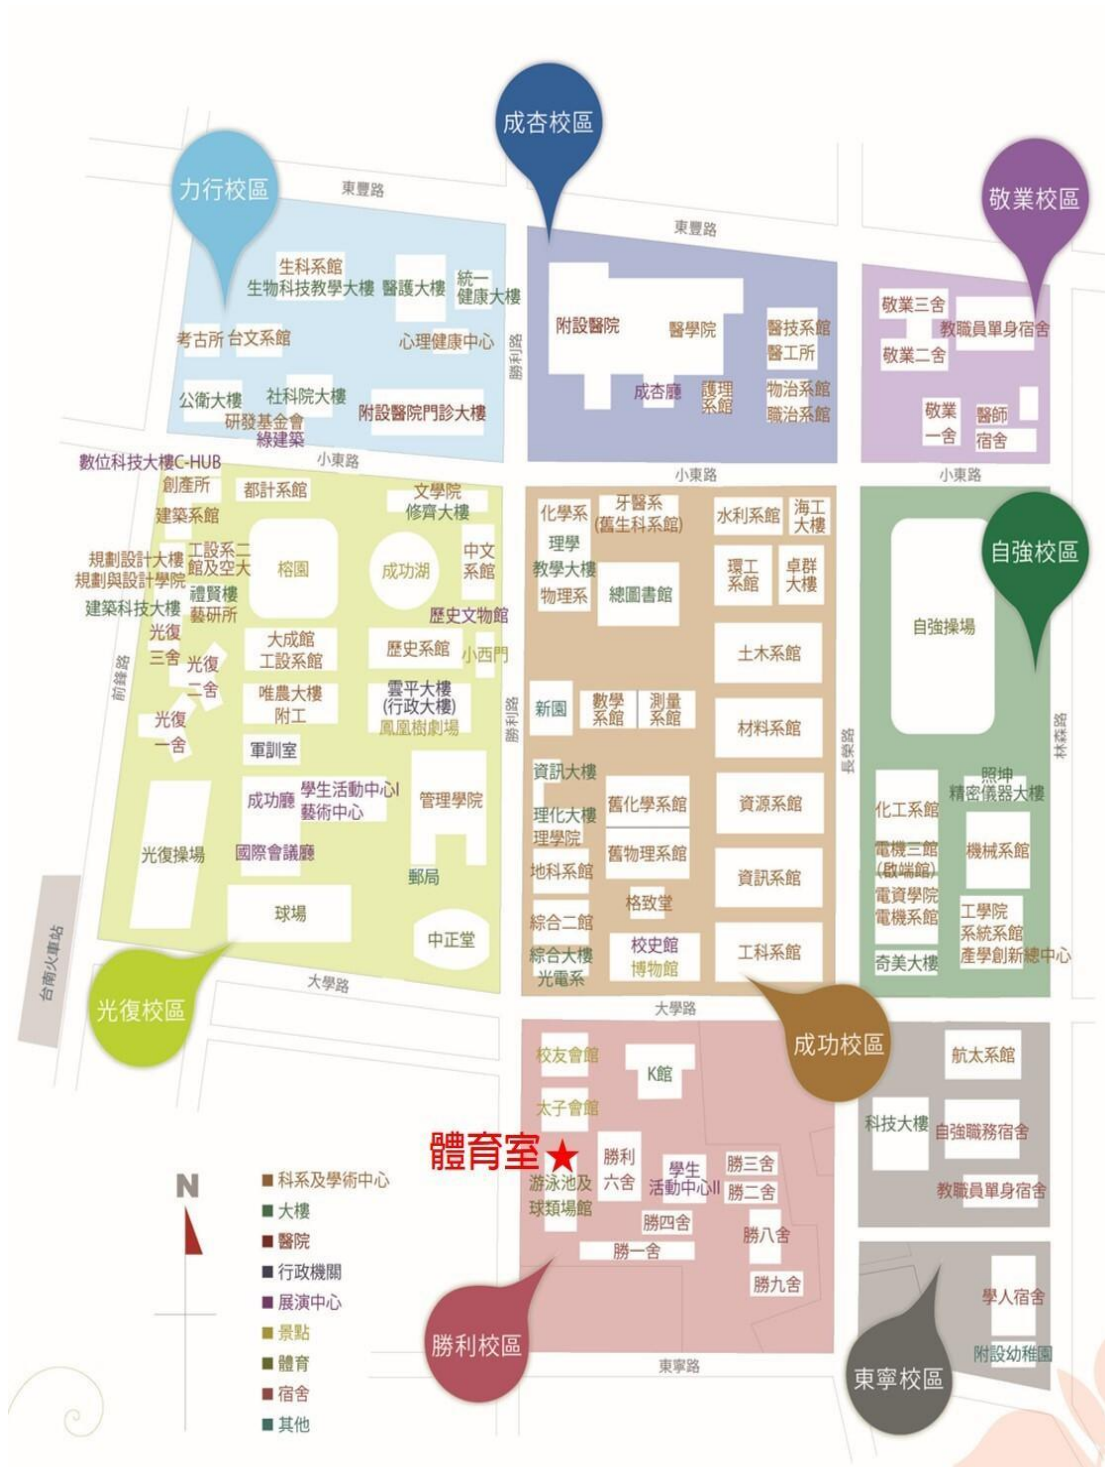 成杏校區
力行校區
敬業校區
東豐路
東豐路
生科系館
生物科技教學大樓
醫護大樓
統一
健康大樓
考古所
台文系館
心理健康中心
公衛大樓
社科院大樓
研發基金會
綠建築
附設醫院門診大樓
勝利路
附設醫院
醫學院
醫技系館
醫工所
成杏廳
護理
系館
物治系館
職治系館
敬業三舍
教職員單身宿舍
敬業二舍
敬業
一舍
醫師
宿舍
小東路
小東路
小東路
數位科技大樓C-HUB
創產所
都計系館
文學院
修齊大樓
建築系館
規劃設計大樓
規劃與設計學院
工設系二
館及空大
榕園
成功湖
中文
系館
建築科技大樓
禮賢樓
藝研所
歷史文物館
光復
三舍
大成館
工設系館
歷史系館
小西門
光復
二舍
前鋒路
唯農大樓
附工
雲平大樓
(行政大樓)
鳳凰樹劇場
勝利路
光復
一舍
軍訓室
成功廳
學生活動中心I
藝術中心
管理學院
光復操場
國際會議廳
郵局
球場
中正堂
台南火車站
光復校區
大學路
化學系
牙醫系
(舊生科系館)
水利系館
海工
大樓
理學
教學大樓
物理系
總圖書館
環工
系館
卓群
大樓
土木系館
新園
數學
系館
測量
系館
材料系館
長榮路
資訊大樓
理化大樓
理學院
舊化學系館
資源系館
舊物理系館
地科系館
資訊系館
格致堂
綜合二館
校史館
博物館
工科系館
綜合大樓
光電系
大學路
成功校區
自強校區
自強操場
林森路
照坤
精密儀器大樓
化工系館
電機三館
(啟端館)
機械系館
電資學院
電機系館
工學院
系統系館
產學創新總中心
奇美大樓
校友會館
K館
太子會館
體育室
游泳池及
球類場館
勝利
六舍
學生
活動中心II
勝三舍
勝二舍
勝四舍
勝八舍
勝一舍
勝九舍
勝利校區
東寧路
航太系館
科技大樓
自強職務宿舍
教職員單身宿舍
學人宿舍
附設幼稚園
東寧校區
N
科系及學術中心
大樓
醫院
行政機關
展演中心
景點
體育
宿舍
其他